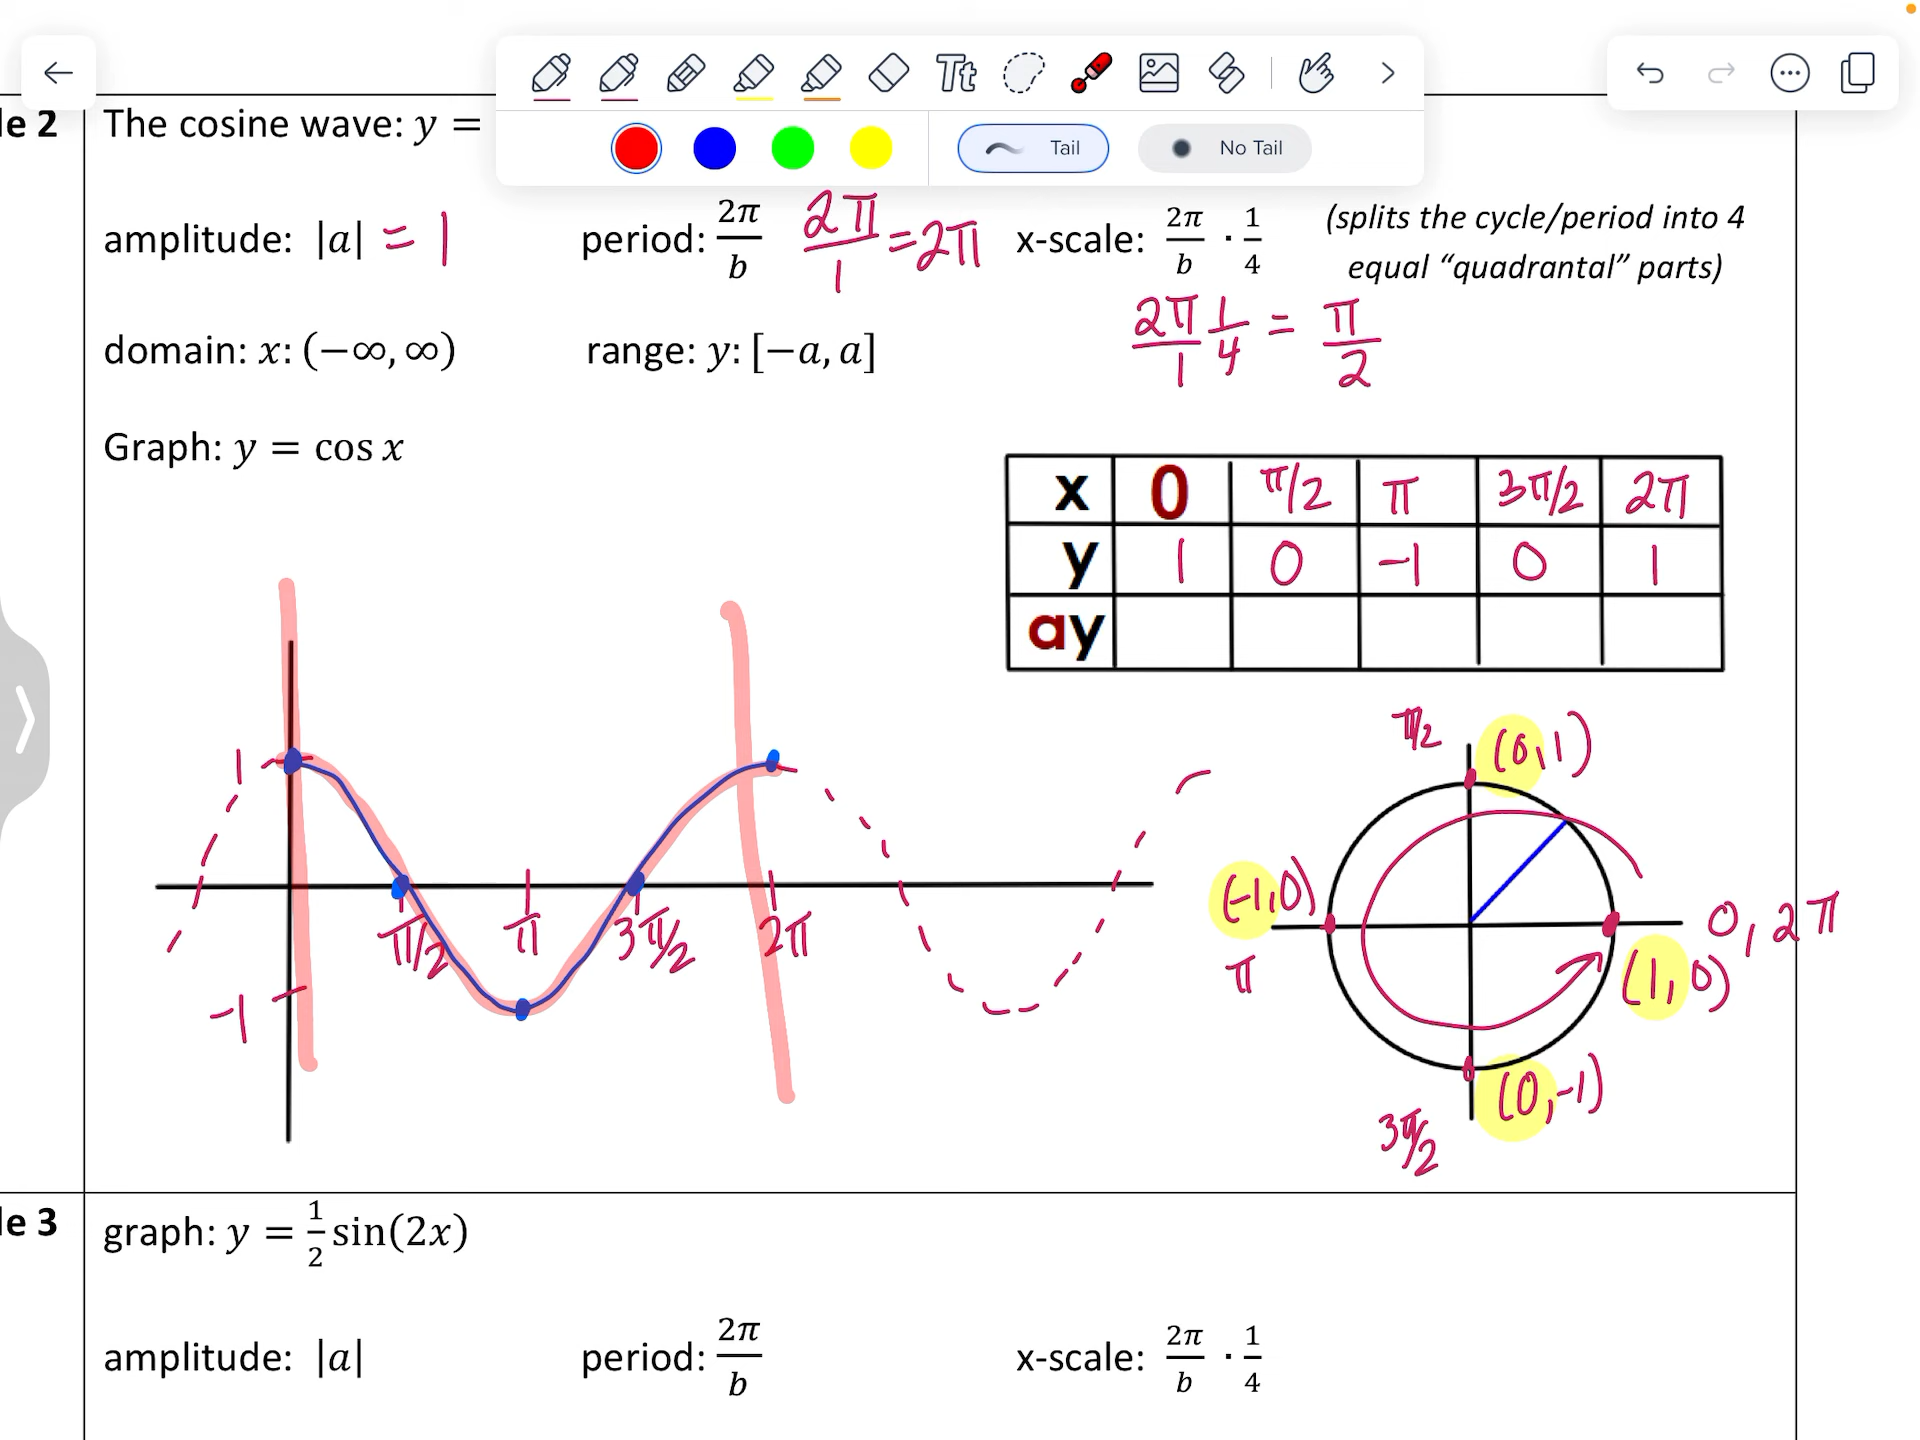 Tt
Tail
No Tail
le 2
The cosine wave: y =
amplitude: |a| = 1
period: 2π/b 2π/1 = 2π
x-scale: 2π/b · 1/4
(splits the cycle/period into 4
equal “quadrantal” parts)
2π/1 1/4 = π/2
domain: x: (−∞, ∞)
range: y: [−a, a]
Graph: y = cos x
x 0 π/2 π 3π/2 2π
y 1 0 -1 0 1
ay
1
π/2 π 3π/2 2π
-1
π/2 (0,1)
(-1,0)
π
0, 2π
(1,0)
(0,-1)
3π/2
le 3
graph: y = 1/2 sin(2x)
amplitude: |a|
period: 2π/b
x-scale: 2π/b · 1/4